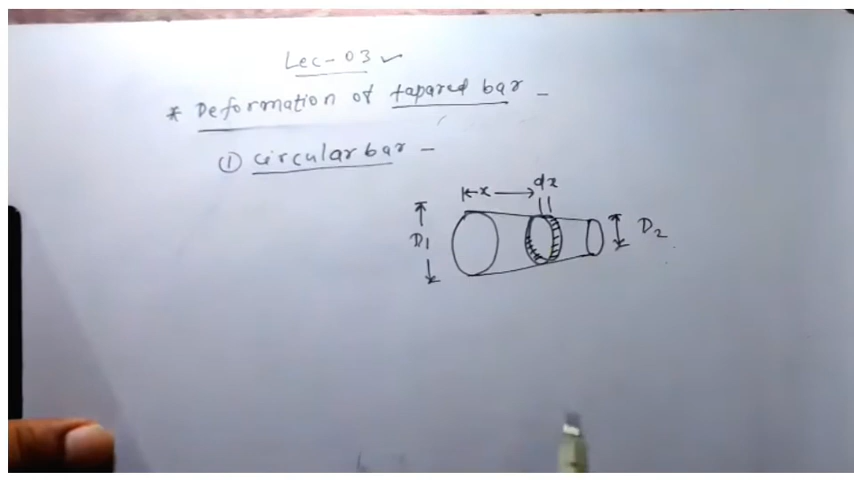 Lec-03 ✓
* Deformation of tapared bar -
① circular bar -
x dx
D1 D2